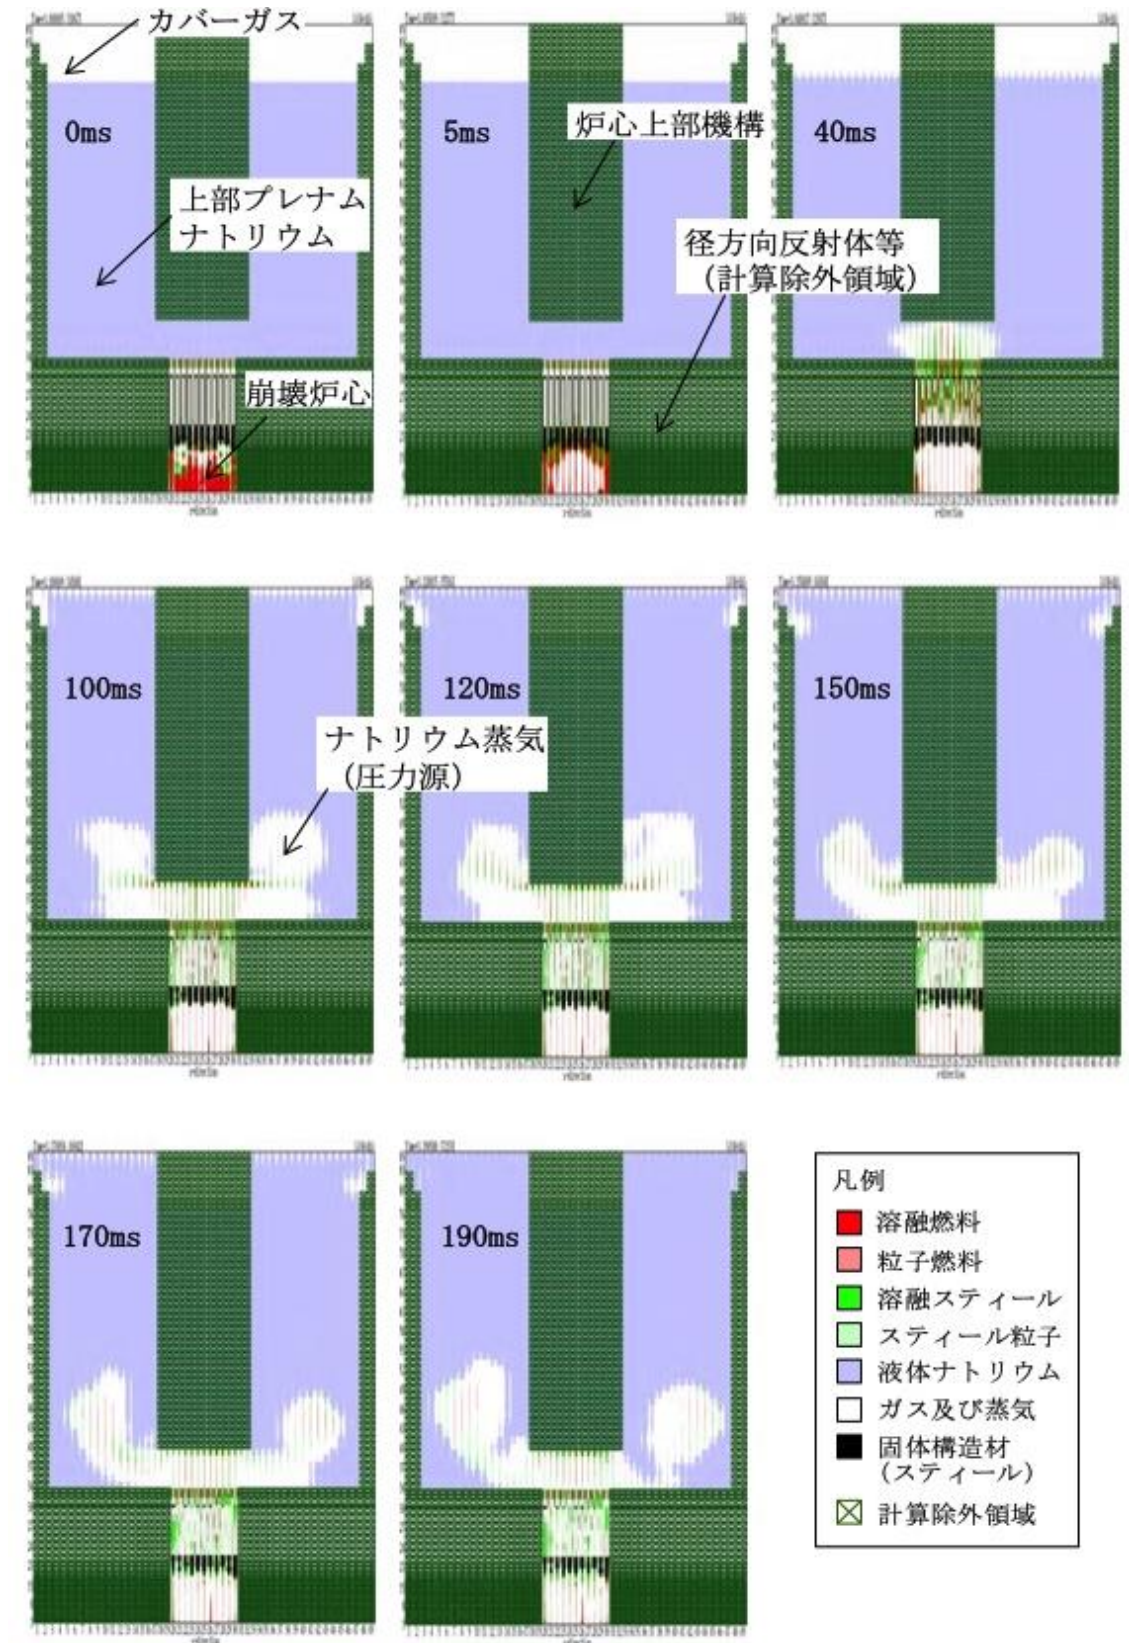 カバーガス
0ms
5ms
炉心上部機構
40ms
上部プレナム
ナトリウム
径方向反射体等
（計算除外領域）
崩壊炉心
100ms
120ms
150ms
ナトリウム蒸気
（圧力源）
170ms
190ms
凡例
溶融燃料
粒子燃料
溶融スティール
スティール粒子
液体ナトリウム
ガス及び蒸気
固体構造材
（スティール）
計算除外領域